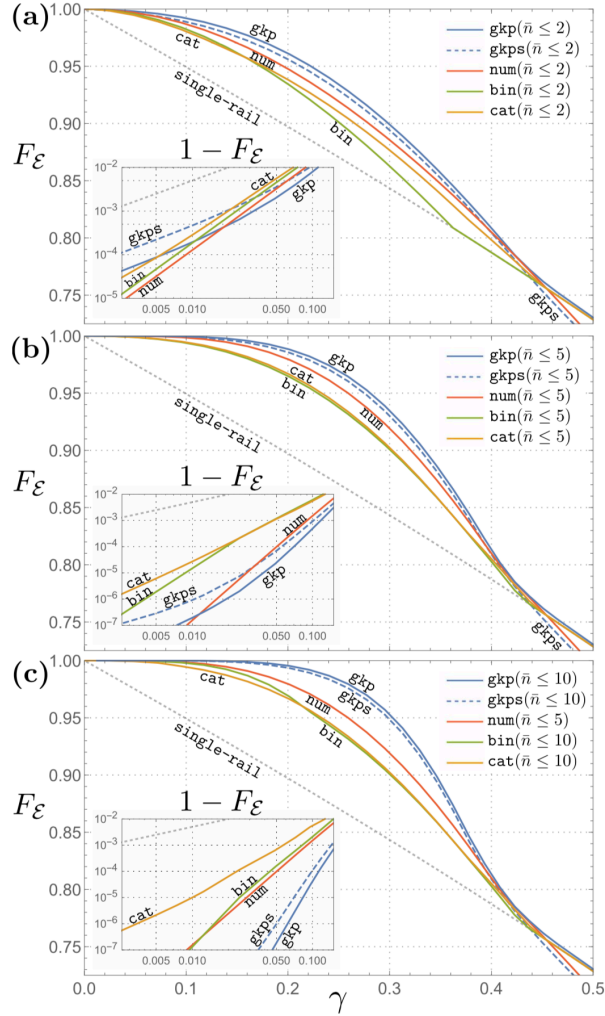 (a)
1.00
0.95
0.90
0.85
0.80
0.75
F_ℰ
gkp
cat
num
single-rail
bin
gkps
gkp(n̄ ≤ 2)
gkps(n̄ ≤ 2)
num(n̄ ≤ 2)
bin(n̄ ≤ 2)
cat(n̄ ≤ 2)
1 − F_ℰ
10⁻²
10⁻³
10⁻⁴
10⁻⁵
cat
gkp
gkps
bin
num
0.005 0.010 0.050 0.100
(b)
1.00
0.95
0.90
0.85
0.80
0.75
F_ℰ
gkp
cat
bin
num
single-rail
gkps
gkp(n̄ ≤ 5)
gkps(n̄ ≤ 5)
num(n̄ ≤ 5)
bin(n̄ ≤ 5)
cat(n̄ ≤ 5)
1 − F_ℰ
10⁻²
10⁻³
10⁻⁴
10⁻⁵
10⁻⁶
10⁻⁷
num
cat
bin
gkps
gkp
0.005 0.010 0.050 0.100
(c)
1.00
0.95
0.90
0.85
0.80
0.75
F_ℰ
cat
gkp
gkps
num
bin
single-rail
gkps
gkp(n̄ ≤ 10)
gkps(n̄ ≤ 10)
num(n̄ ≤ 5)
bin(n̄ ≤ 10)
cat(n̄ ≤ 10)
1 − F_ℰ
10⁻²
10⁻³
10⁻⁴
10⁻⁵
10⁻⁶
10⁻⁷
bin
num
cat
gkps
gkp
0.005 0.010 0.050 0.100
0.0 0.1 0.2 0.3 0.4 0.5
γ